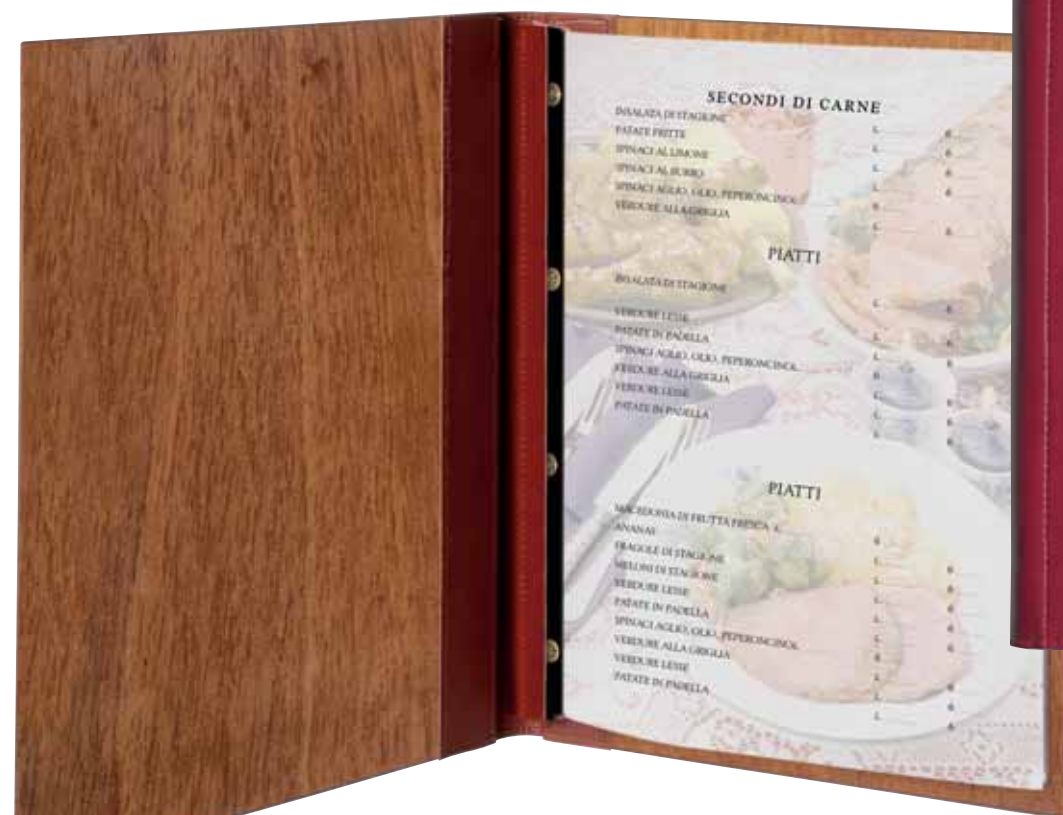 SECONDI DI CARNE
INSALATA DI STAGIONE
PATATE FRITTE
SPINACI AL LIMONE
SPINACI AL BURRO
SPINACI AGLIO, OLIO, PEPERONCINOL
VERDURE ALLA GRIGLIA
PIATTI
INSALATA DI STAGIONE
VERDURE LESSE
PATATE IN PADELLA
SPINACI AGLIO, OLIO, PEPERONCINOL
VERDURE ALLA GRIGLIA
VERDURE LESSE
PATATE IN PADELLA
PIATTI
MACEDONIA DI FRUTTA FRESCA
ANANAS
FRAGOLE DI STAGIONE
MELONI DI STAGIONE
VERDURE LESSE
PATATE IN PADELLA
SPINACI AGLIO, OLIO, PEPERONCINOL
VERDURE ALLA GRIGLIA
VERDURE LESSE
PATATE IN PADELLA